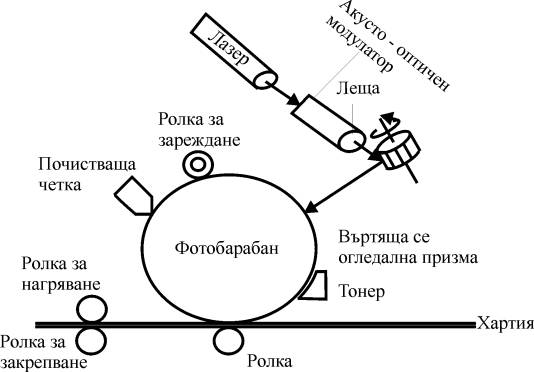 Лазер
Акусто - оптичен
модулатор
Леща
Ролка за
зареждане
Почистваща
четка
Фотобарабан
Въртяща се
огледална призма
Тонер
Ролка за
нагряване
Хартия
Ролка за
закрепване
Ролка